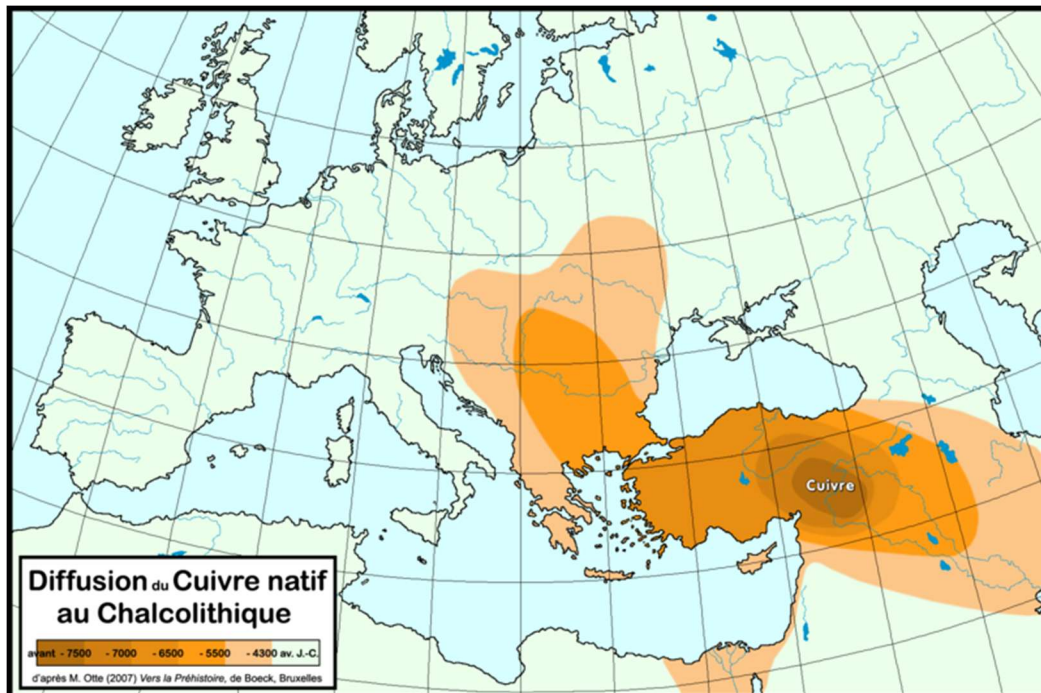 Cuivre
Diffusion du Cuivre natif
au Chalcolithique
avant - 7500 - 7000 - 6500 - 5500 - 4300 av. J.-C.
d'après M. Otte (2007) Vers la Préhistoire, de Boeck, Bruxelles